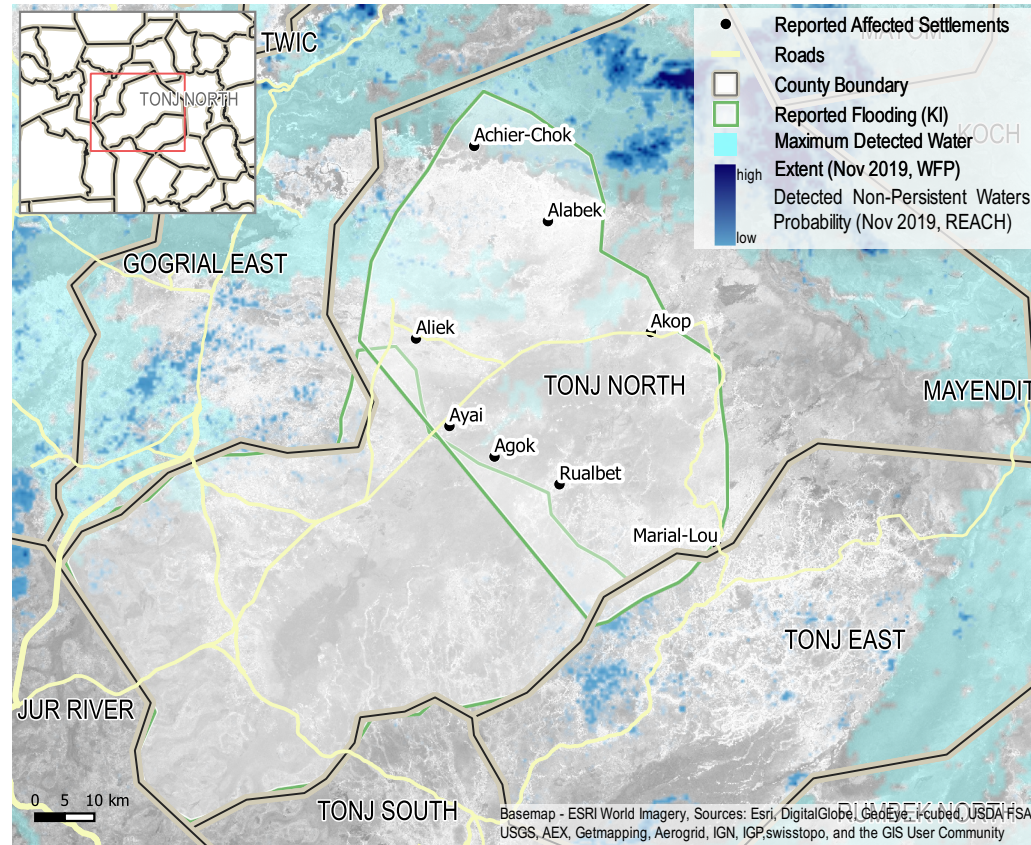 TWIC
TONJ NORTH
Reported Affected Settlements
MAYOM
Roads
County Boundary
Reported Flooding (KI)
KOCH
Maximum Detected Water
Extent (Nov 2019, WFP)
high
Detected Non-Persistent Waters
Probability (Nov 2019, REACH)
low
Achier-Chok
Alabek
GOGRIAL EAST
Aliek
Akop
TONJ NORTH
MAYENDIT
Ayai
Agok
Rualbet
Marial-Lou
TONJ EAST
JUR RIVER
0 5 10 km
TONJ SOUTH
RUMBEK NORTH
Basemap - ESRI World Imagery, Sources: Esri, DigitalGlobe, GeoEye, i-cubed, USDA FSA,
USGS, AEX, Getmapping, Aerogrid, IGN, IGP,swisstopo, and the GIS User Community